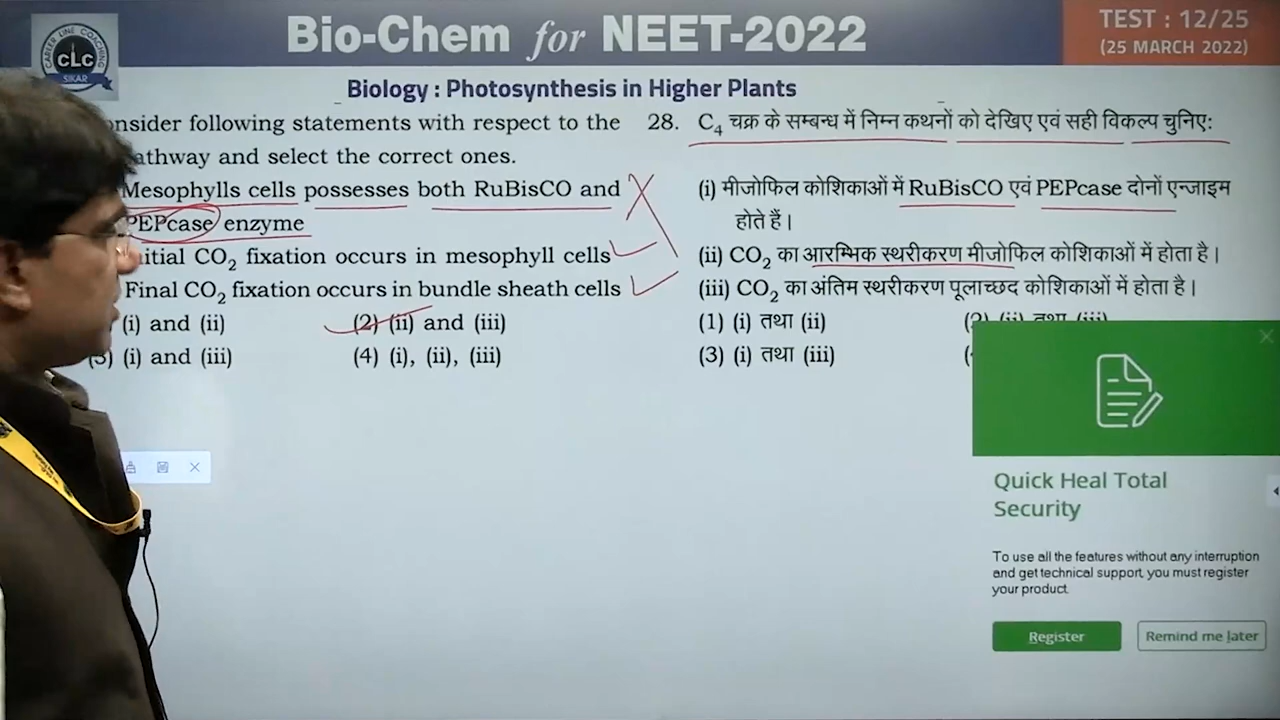 Bio-Chem for NEET-2022
TEST : 12/25
(25 MARCH 2022)
CAREER LINE COACHING
CLC
SIKAR
Biology : Photosynthesis in Higher Plants
following statements with respect to the
and select the correct ones.
Mesophylls cells possesses both RuBisCO and
PEPcase enzyme
CO2 fixation occurs in mesophyll cells
Final CO2 fixation occurs in bundle sheath cells
(i) and (ii)
(2) (ii) and (iii)
(3) (i) and (iii)
(4) (i), (ii), (iii)
28. C4 चक्र के सम्बन्ध में निम्न कथनों को देखिए एवं सही विकल्प चुनिए:
(i) मीजोफिल कोशिकाओं में RuBisCO एवं PEPcase दोनों एन्जाइम
होते हैं।
(ii) CO2 का आरम्भिक स्थरीकरण मीजोफिल कोशिकाओं में होता है।
(iii) CO2 का अंतिम स्थरीकरण पूलाच्छद कोशिकाओं में होता है।
(1) (i) तथा (ii)
(3) (i) तथा (iii)
Quick Heal Total
Security
To use all the features without any interruption
and get technical support, you must register
your product.
Register
Remind me later